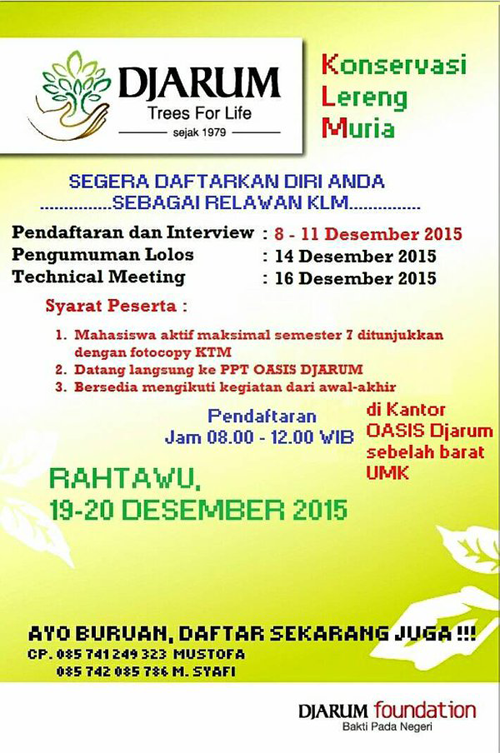 DJARUM
Trees For Life
sejak 1979
Konservasi
Lereng
Muria
SEGERA DAFTARKAN DIRI ANDA
...............SEBAGAI RELAWAN KLM...............
Pendaftaran dan Interview : 8 - 11 Desember 2015
Pengumuman Lolos : 14 Desember 2015
Technical Meeting : 16 Desember 2015
Syarat Peserta :
1. Mahasiswa aktif maksimal semester 7 ditunjukkan
dengan fotocopy KTM
2. Datang langsung ke PPT OASIS DJARUM
3. Bersedia mengikuti kegiatan dari awal-akhir
Pendaftaran
Jam 08.00 - 12.00 WIB
di Kantor
OASIS Djarum
sebelah barat
UMK
RAHTAWU,
19-20 DESEMBER 2015
AYO BURUAN, DAFTAR SEKARANG JUGA !!!
CP. 085 741 249 323 MUSTOFA
085 742 085 786 M. SYAFI
DJARUM foundation
Bakti Pada Negeri